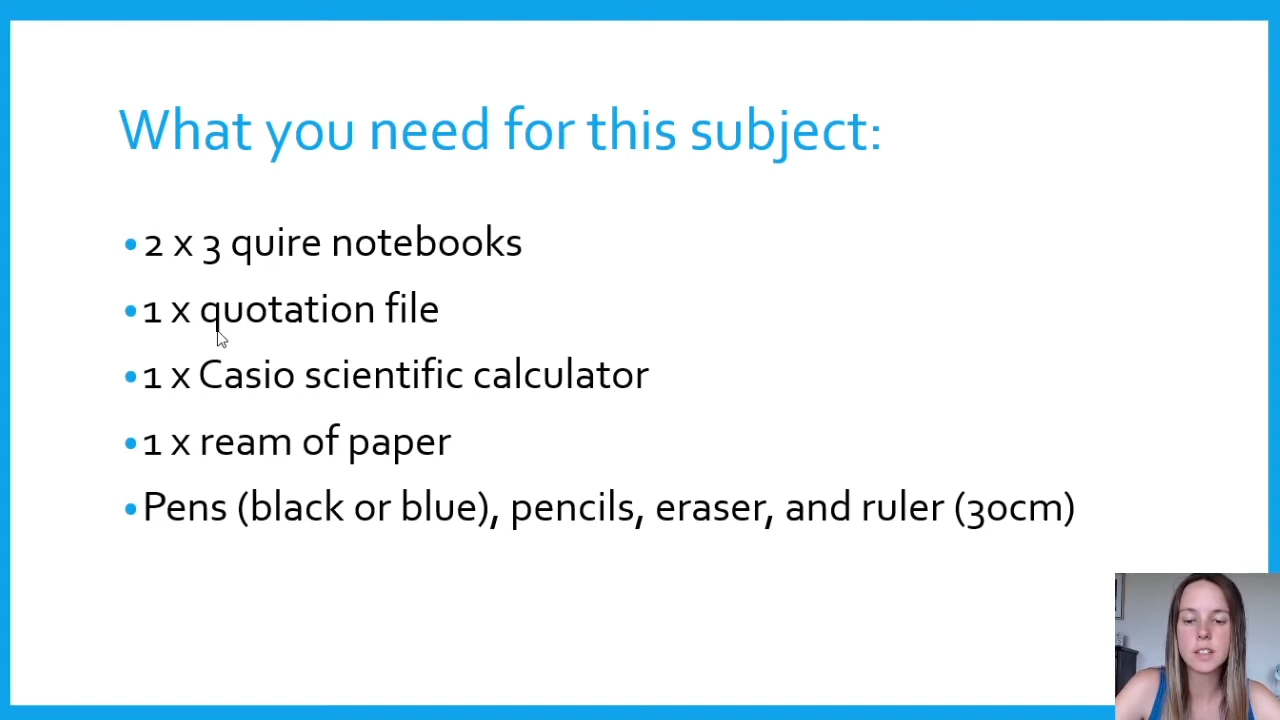 What you need for this subject:
• 2 x 3 quire notebooks
• 1 x quotation file
• 1 x Casio scientific calculator
• 1 x ream of paper
• Pens (black or blue), pencils, eraser, and ruler (30cm)